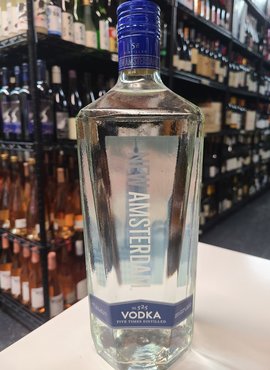 NEW AMSTERDAM
No 525
VODKA
FIVE TIMES DISTILLED